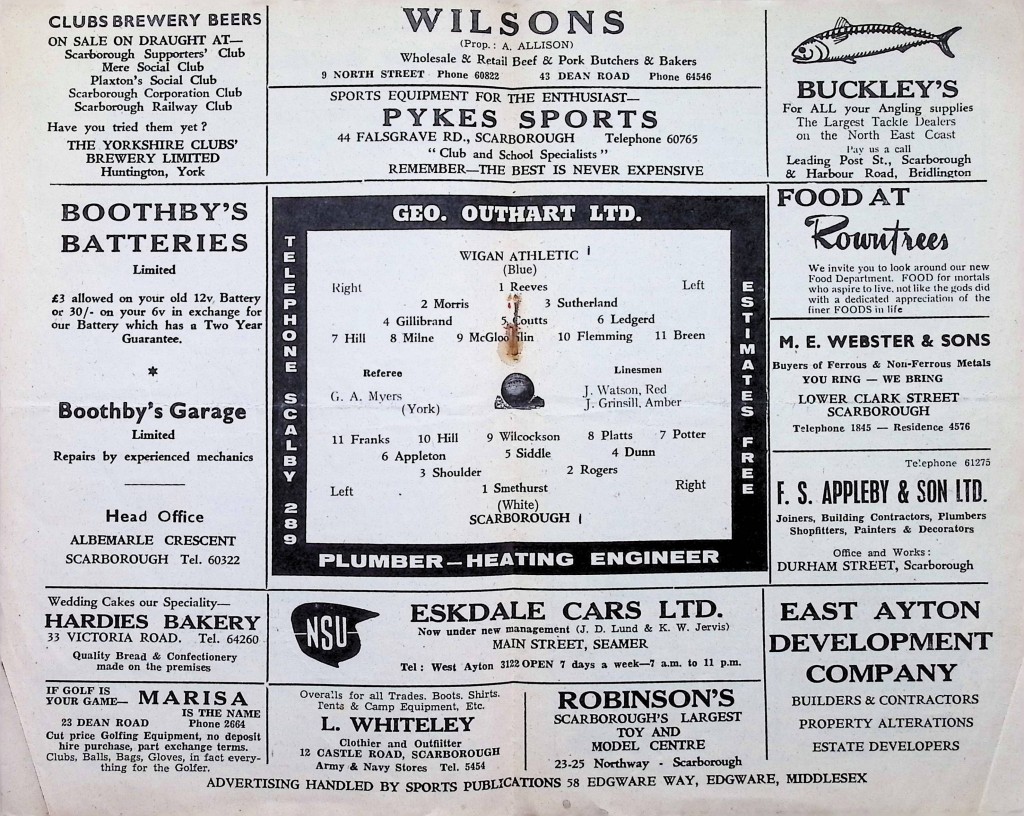 CLUBS BREWERY BEERS
ON SALE ON DRAUGHT AT—
Scarborough Supporters' Club
Mere Social Club
Plaxton's Social Club
Scarborough Corporation Club
Scarborough Railway Club
Have you tried them yet ?
THE YORKSHIRE CLUBS'
BREWERY LIMITED
Huntington, York
WILSONS
(Prop.: A. ALLISON)
Wholesale & Retail Beef & Pork Butchers & Bakers
9 NORTH STREET Phone 60822 43 DEAN ROAD Phone 64546
SPORTS EQUIPMENT FOR THE ENTHUSIAST—
PYKES SPORTS
44 FALSGRAVE RD., SCARBOROUGH Telephone 60765
"Club and School Specialists"
REMEMBER—THE BEST IS NEVER EXPENSIVE
BUCKLEY'S
For ALL your Angling supplies
The Largest Tackle Dealers
on the North East Coast
Pay us a call
Leading Post St., Scarborough
& Harbour Road, Bridlington
BOOTHBY'S
BATTERIES
Limited
£3 allowed on your old 12v. Battery
or 30/- on your 6v in exchange for
our Battery which has a Two Year
Guarantee.
*
Boothby's Garage
Limited
Repairs by experienced mechanics
Head Office
ALBEMARLE CRESCENT
SCARBOROUGH Tel. 60322
GEO. OUTHART LTD.
TELEPHONE SCALBY 289
WIGAN ATHLETIC 1
(Blue)
Right 1 Reeves Left
2 Morris 3 Sutherland
4 Gillibrand 5 Coutts 6 Ledgerd
7 Hill 8 Milne 9 McGlo lin 10 Flemming 11 Breen
Referee Linesmen
G. A. Myers J. Watson, Red
(York) J. Grinsill, Amber
11 Franks 10 Hill 9 Wilcockson 8 Platts 7 Potter
6 Appleton 5 Siddle 4 Dunn
3 Shoulder 2 Rogers
Left 1 Smethurst Right
(White)
SCARBOROUGH 1
ESTIMATES FREE
PLUMBER—HEATING ENGINEER
FOOD AT
Rowntrees
We invite you to look around our new
Food Department. FOOD for mortals
who aspire to live, not like the gods did
with a dedicated appreciation of the
finer FOODS in life
M. E. WEBSTER & SONS
Buyers of Ferrous & Non-Ferrous Metals
YOU RING — WE BRING
LOWER CLARK STREET
SCARBOROUGH
Telephone 1845 — Residence 4576
Telephone 61275
F. S. APPLEBY & SON LTD.
Joiners, Building Contractors, Plumbers
Shopfitters, Painters & Decorators
Office and Works:
DURHAM STREET, Scarborough
Wedding Cakes our Speciality—
HARDIES BAKERY
33 VICTORIA ROAD. Tel. 64260
Quality Bread & Confectionery
made on the premises
NSU
ESKDALE CARS LTD.
Now under new management (J. D. Lund & K. W. Jervis)
MAIN STREET, SEAMER
Tel: West Ayton 3122 OPEN 7 days a week—7 a.m. to 11 p.m.
EAST AYTON
DEVELOPMENT
COMPANY
BUILDERS & CONTRACTORS
PROPERTY ALTERATIONS
ESTATE DEVELOPERS
IF GOLF IS
YOUR GAME— MARISA
IS THE NAME
23 DEAN ROAD Phone 2664
Cut price Golfing Equipment, no deposit
hire purchase, part exchange terms.
Clubs, Balls, Bags, Gloves, in fact every-
thing for the Golfer.
Overalls for all Trades, Boots, Shirts,
Tents & Camp Equipment, Etc.
L. WHITELEY
Clothier and Outfiitter
12 CASTLE ROAD, SCARBOROUGH
Army & Navy Stores Tel. 5454
ROBINSON'S
SCARBOROUGH'S LARGEST
TOY AND
MODEL CENTRE
23-25 Northway - Scarborough
ADVERTISING HANDLED BY SPORTS PUBLICATIONS 58 EDGWARE WAY, EDGWARE, MIDDLESEX